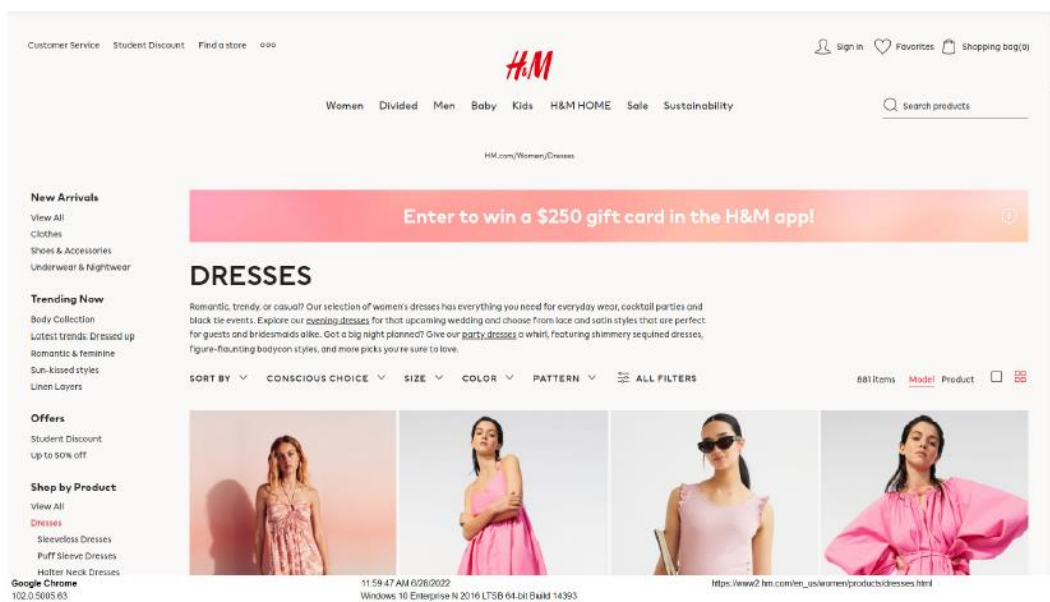 Customer Service Student Discount Find a store ooo
Sign in Favorites Shopping bag(0)
H&M
Women Divided Men Baby Kids H&M HOME Sale Sustainability
Search products
HM.com/Women/Dresses
New Arrivals
View All
Clothes
Shoes & Accessories
Underwear & Nightwear
Trending Now
Body Collection
Latest trends: Dressed up
Romantic & feminine
Sun-kissed styles
Linen Layers
Offers
Student Discount
Up to 50% off
Shop by Product
View All
Dresses
Sleeveless Dresses
Puff Sleeve Dresses
Halter Neck Dresses
Enter to win a $250 gift card in the H&M app!
DRESSES
Romantic, trendy, or casual? Our selection of women's dresses has everything you need for everyday wear, cocktail parties and
black tie events. Explore our evening dresses for that upcoming wedding and choose from lace and satin styles that are perfect
for guests and bridesmaids alike. Got a big night planned? Give our party dresses a whirl, featuring shimmery sequined dresses,
figure-flaunting bodycon styles, and more picks you're sure to love.
SORT BY CONSCIOUS CHOICE SIZE COLOR PATTERN ALL FILTERS
881 items Model Product
Google Chrome
102.0.5005.63
11:59:47 AM 6/28/2022
Windows 10 Enterprise N 2016 LTSB 64-bit Build 14393
https://www2.hm.com/en_us/women/products/dresses.html